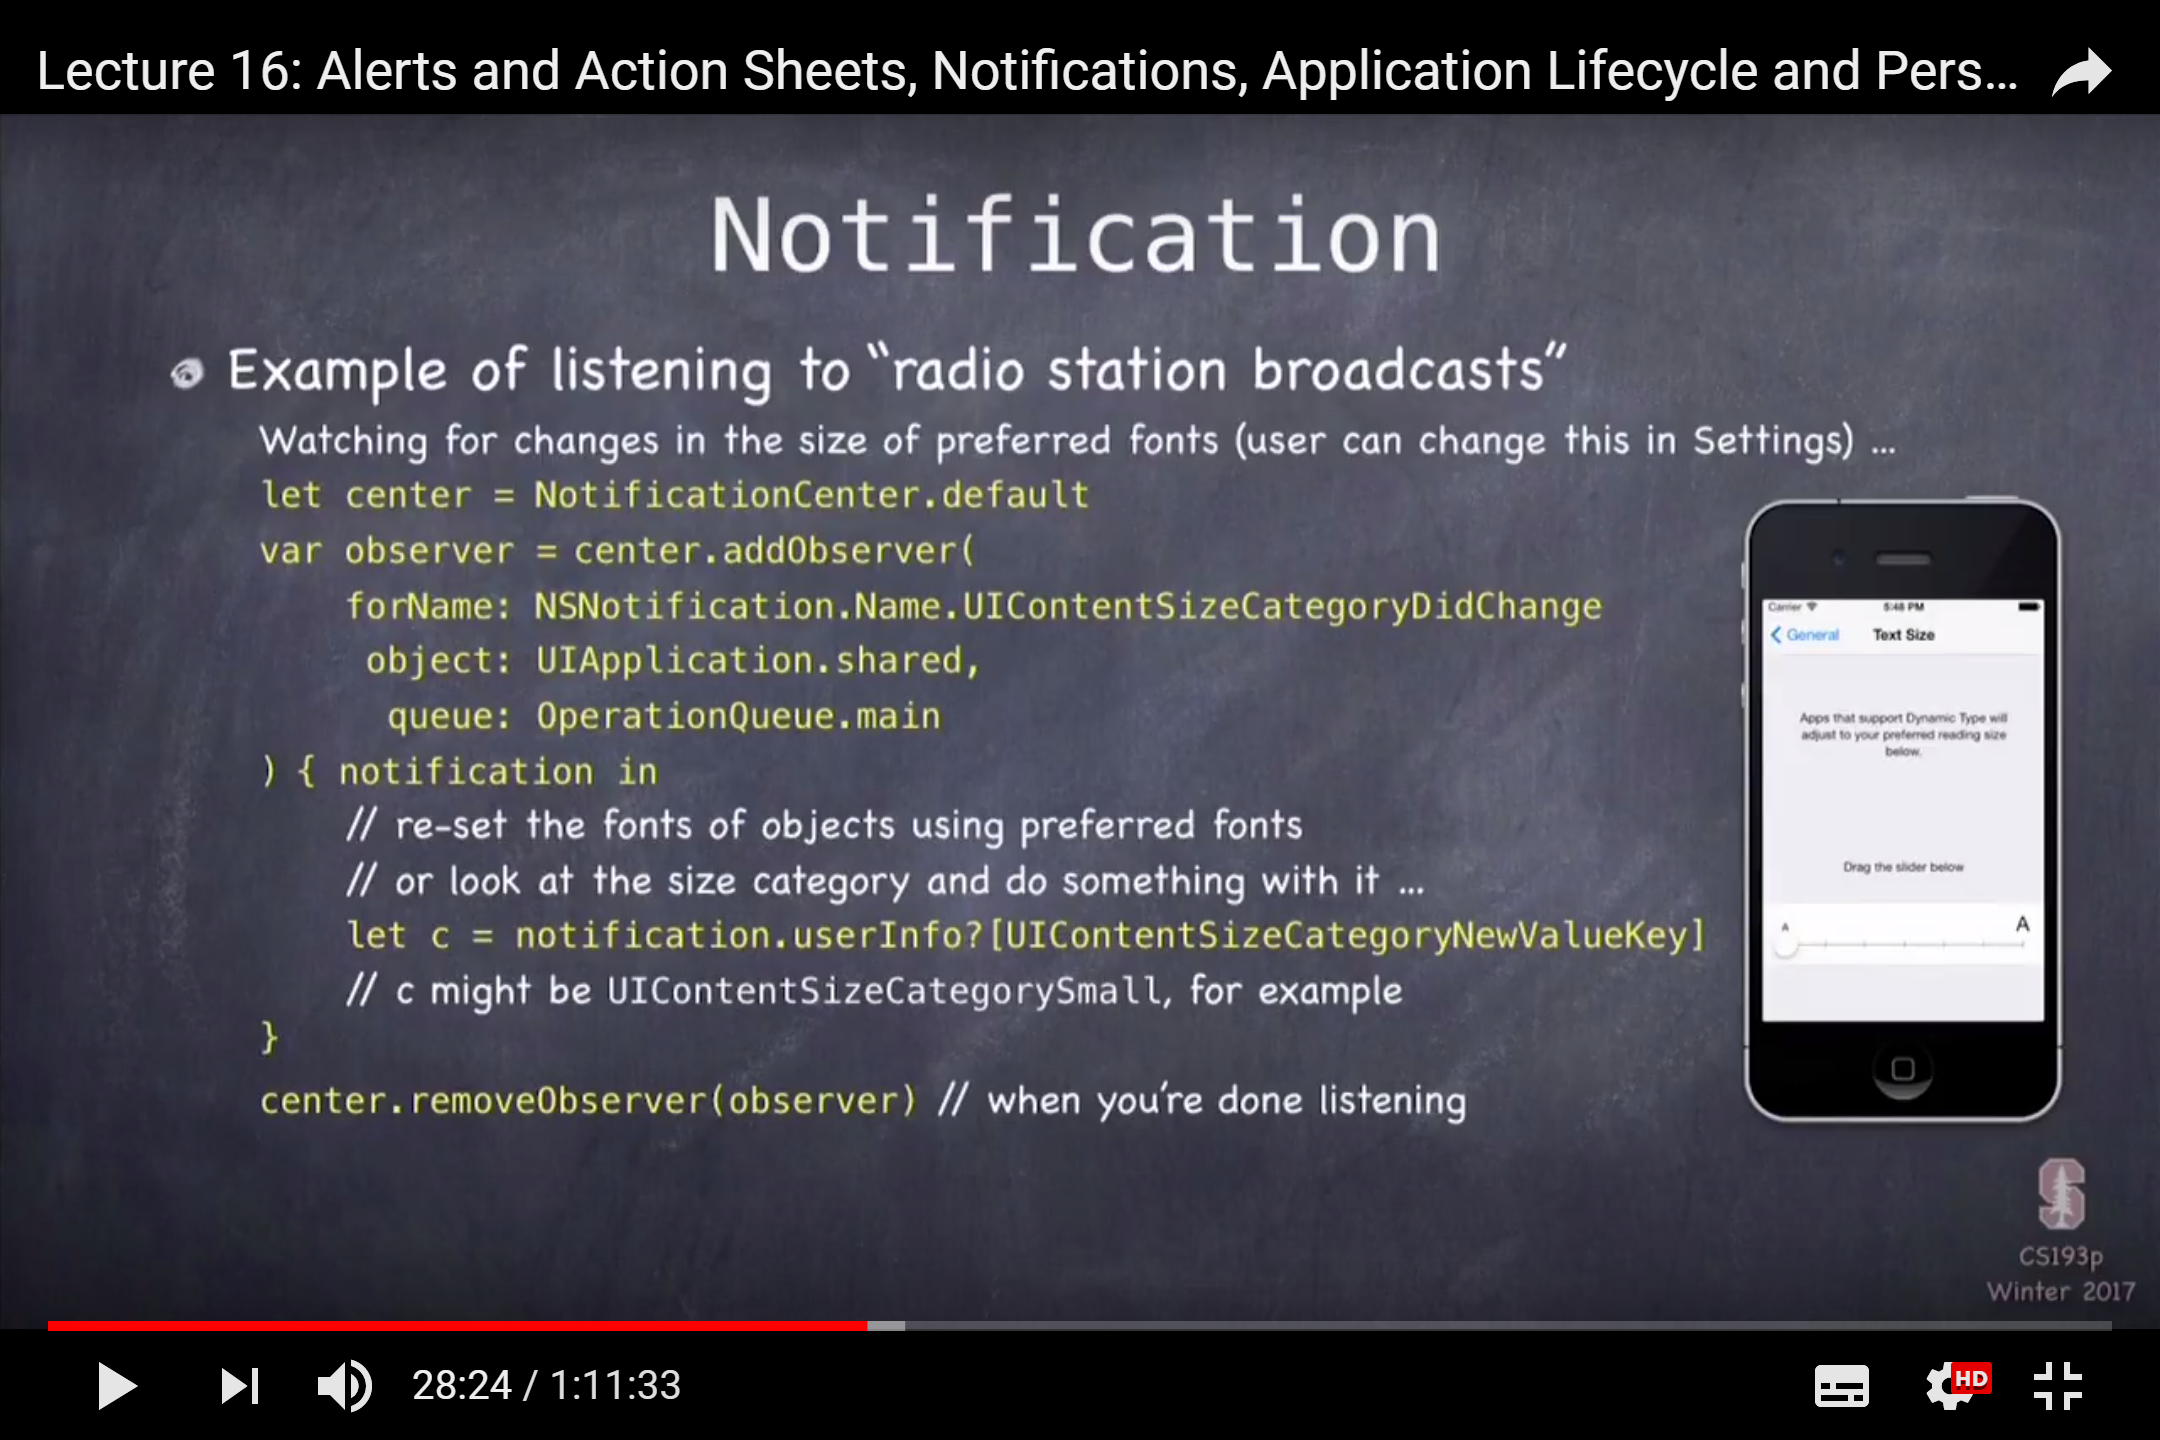 Lecture 16: Alerts and Action Sheets, Notifications, Application Lifecycle and Pers...
Notification
Example of listening to “radio station broadcasts”
Watching for changes in the size of preferred fonts (user can change this in Settings) ...
let center = NotificationCenter.default
var observer = center.addObserver(
forName: NSNotification.Name.UIContentSizeCategoryDidChange
object: UIApplication.shared,
queue: OperationQueue.main
) { notification in
// re-set the fonts of objects using preferred fonts
// or look at the size category and do something with it ...
let c = notification.userInfo?[UIContentSizeCategoryNewValueKey]
// c might be UIContentSizeCategorySmall, for example
}
center.removeObserver(observer) // when you’re done listening
Carrier 5:48 PM
General Text Size
Apps that support Dynamic Type will
adjust to your preferred reading size
below.
Drag the slider below
A A
S
CS193p
Winter 2017
28:24 / 1:11:33
HD